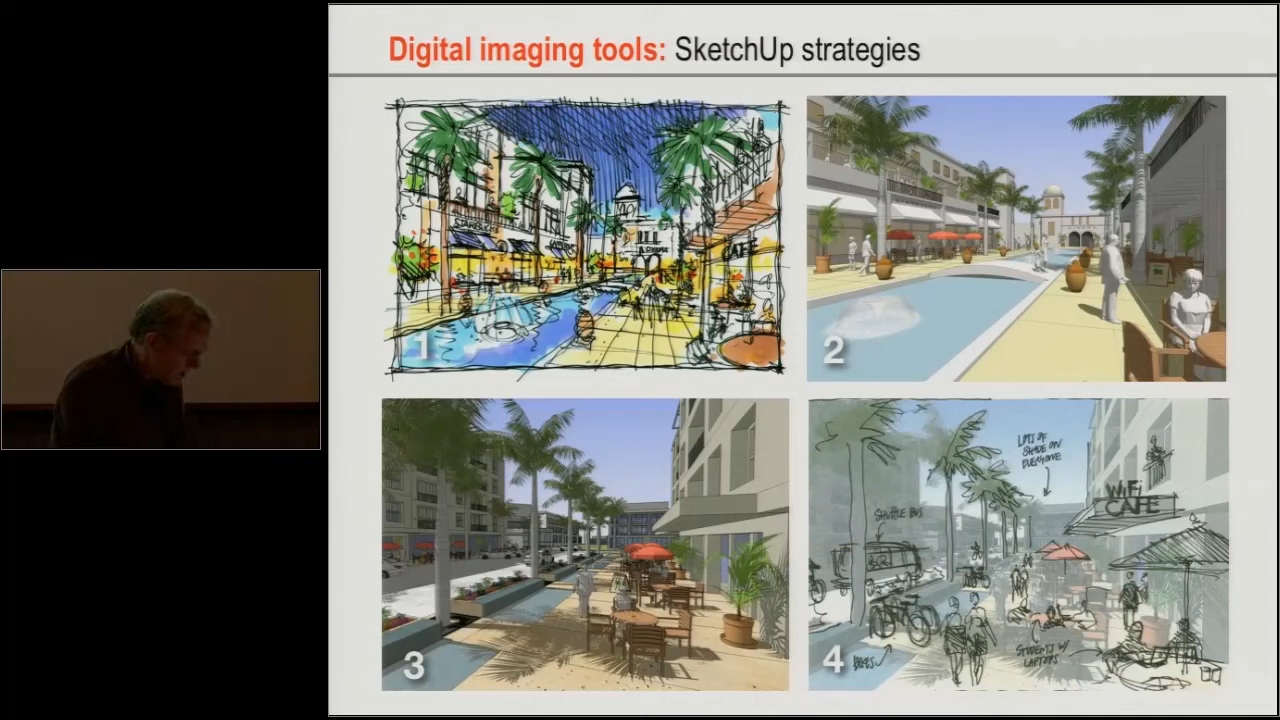 Digital imaging tools: SketchUp strategies
CAFE
1
2
3
4
LOTS OF
SHADE ON
EVERYONE
WiFi
CAFE
SHUTTLE BUS
STUDENTS W/
LAPTOPS
BIKES